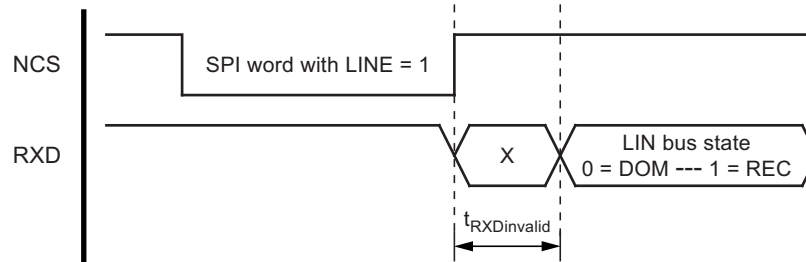 NCS
SPI word with LINE = 1
RXD
X
LIN bus state
0 = DOM --- 1 = REC
tRXDinvalid